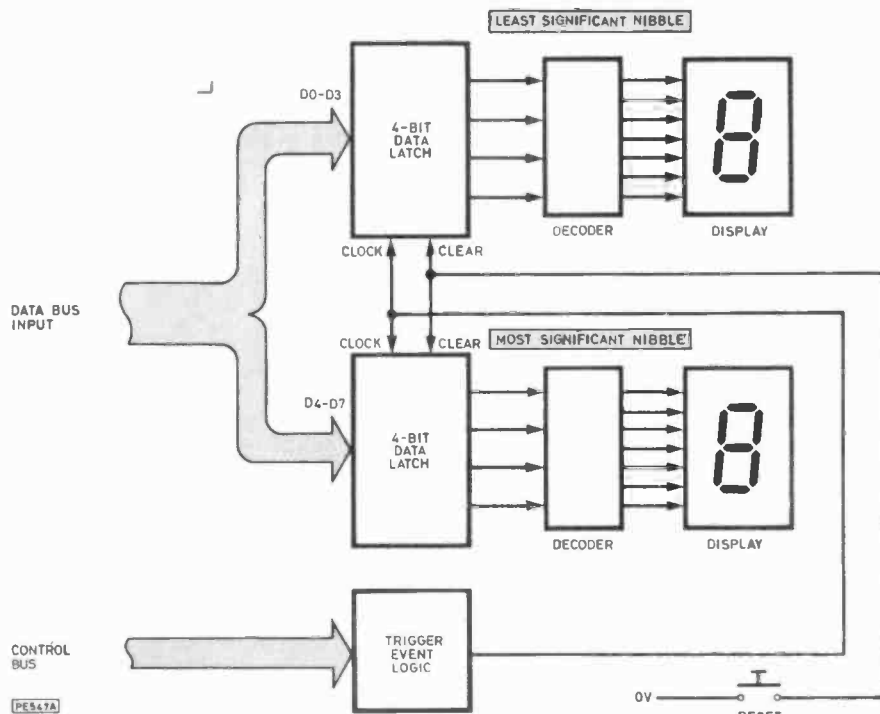 LEAST SIGNIFICANT NIBBLE
D0-D3
4-BIT
DATA
LATCH
DECODER
DISPLAY
CLOCK
CLEAR
DATA BUS
INPUT
CLOCK
CLEAR
MOST SIGNIFICANT NIBBLE
D4-D7
4-BIT
DATA
LATCH
DECODER
DISPLAY
CONTROL
BUS
TRIGGER
EVENT
LOGIC
0V
RESET
PE547A